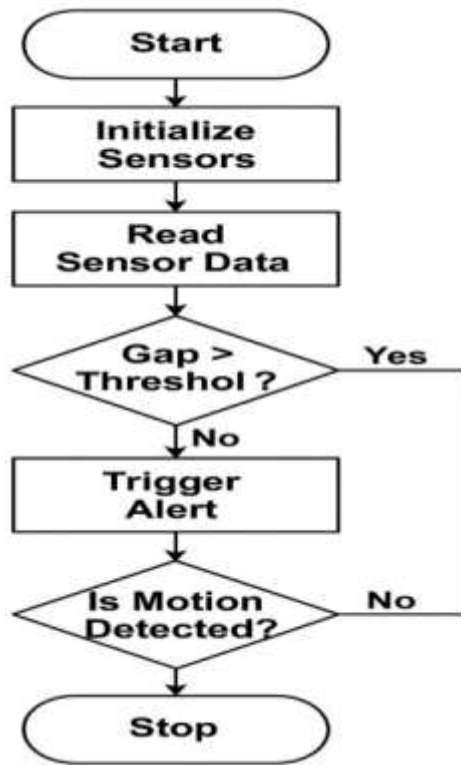 Start
Initialize
Sensors
Read
Sensor Data
Gap >
Threshol ?
Yes
No
Trigger
Alert
Is Motion
Detected?
No
Stop